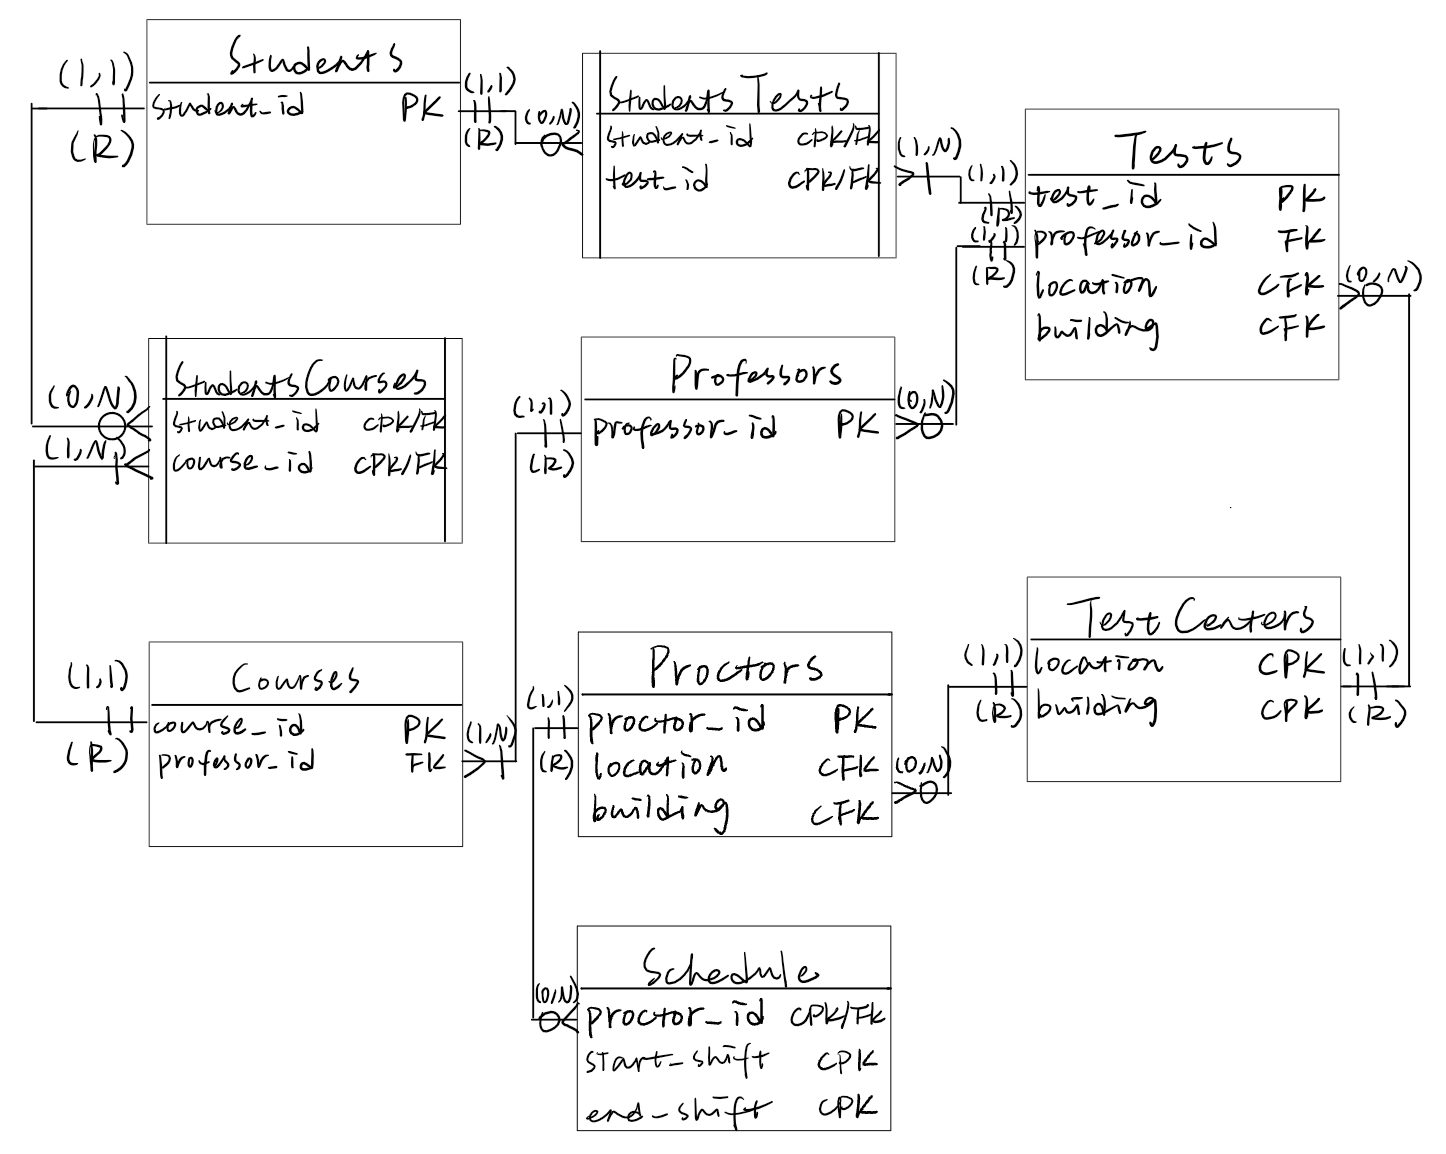 Students
(1,1)
student_id PK
(R)
(1,1)
(R)
(0,N)
Students Tests
student_id CPK/FK
test_id CPK/FK
(1,N)
(1,1)
(R)
Tests
test_id PK
professor_id FK
location CFK
building CFK
(1,1)
(R)
(0,N)
StudentsCourses
student_id CPK/FK
course_id CPK/FK
(0,N)
(1,N)
Professors
professor_id PK
(1,1)
(R)
(0,N)
Courses
course_id PK
professor_id FK
(1,1)
(R)
(1,N)
Proctors
proctor_id PK
location CFK
building CFK
(1,1)
(R)
(0,N)
Test Centers
location CPK
building CPK
(1,1)
(R)
(1,1)
(R)
Schedule
proctor_id CPK/FK
start_shift CPK
end_shift CPK
(0,N)